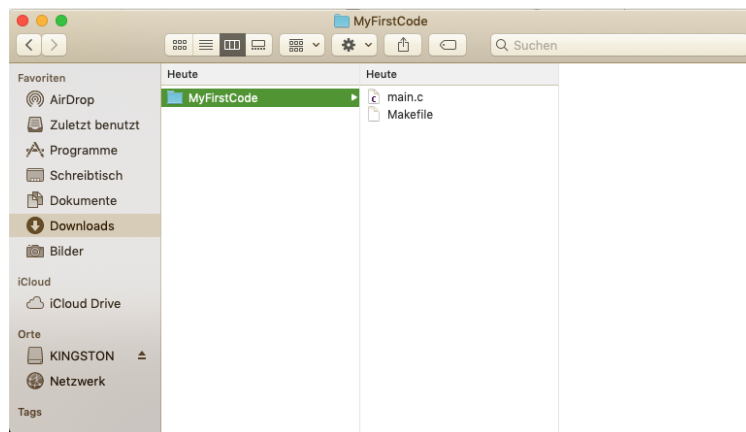 MyFirstCode
Suchen
Favoriten
AirDrop
Zuletzt benutzt
Programme
Schreibtisch
Dokumente
Downloads
Bilder
iCloud
iCloud Drive
Orte
KINGSTON
Netzwerk
Tags
Heute
MyFirstCode
Heute
main.c
Makefile